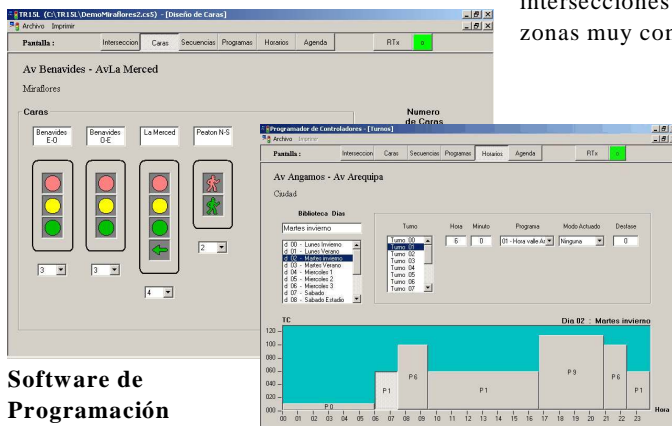 intersecciones
zonas muy con
TR15L (C:\TR15L\DemoMiraflores2.cs5) - [Diseño de Caras]
Archivo Imprimir
Pantalla : Interseccion Caras Secuencias Programas Horarios Agenda RTx
Av Benavides - AvLa Merced
Miraflores
Caras
Numero
de Caras
Benavides E-O Benavides O-E La Merced Peaton N-S
3 3 4 2
Programador de Controladores - [Turnos]
Archivo Imprimir
Pantalla : Interseccion Caras Secuencias Programas Horarios Agenda RTx
Av Angamos - Av Arequipa
Ciudad
Biblioteca Dias
Martes invierno
d 00 - Lunes Invierno
d 01 - Lunes Verano
d 02 - Martes invierno
d 03 - Martes Verano
d 04 - Miercoles 1
d 05 - Miercoles 2
d 06 - Miercoles 3
d 07 - Sabado
d 08 - Sabado Estadio
Turno Hora Minuto Programa Modo Actuado Desfase
Turno 00
Turno 01
Turno 02
Turno 03
Turno 04
Turno 05
Turno 06
Turno 07
6 0 01 - Hora valle Ninguna 0
TC Dia 02 : Martes invierno
120
100
080
060
040
020
000
P 0 P1 P6 P1 P 9 P 6 P1
00 01 02 03 04 05 06 07 08 09 10 11 12 13 14 15 16 17 18 19 20 21 22 23 Hora
Software de
Programación